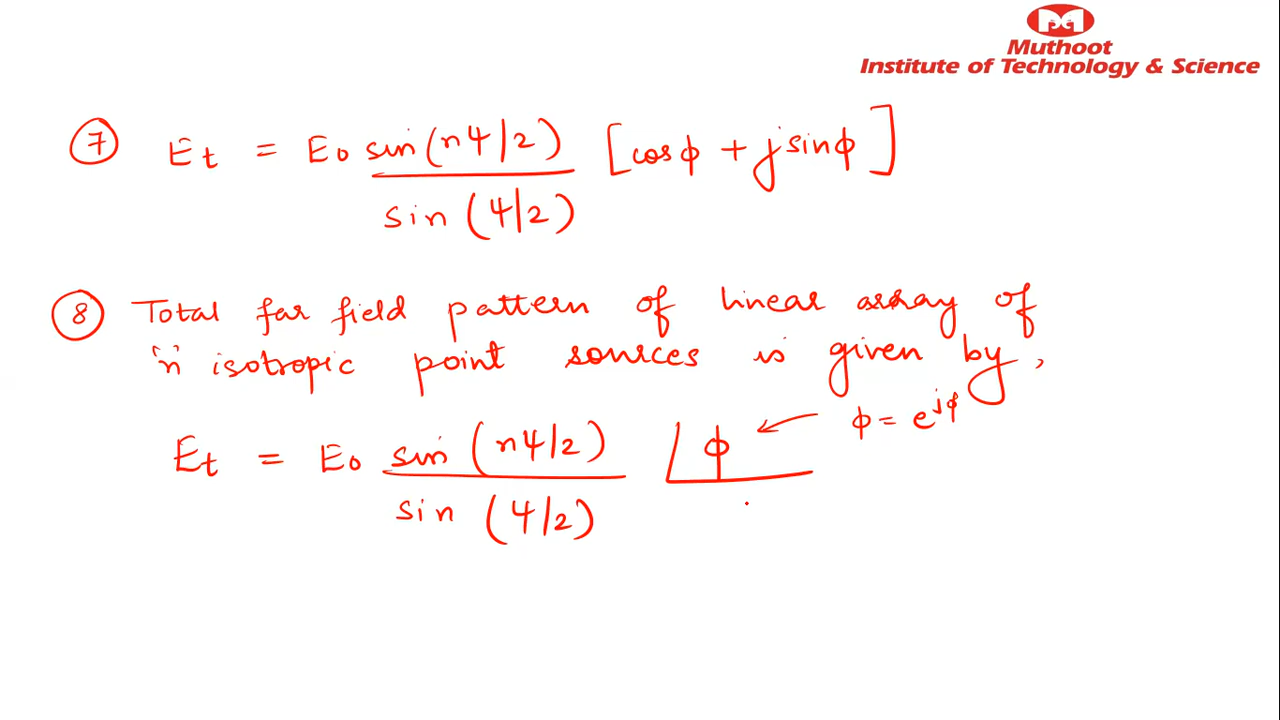 Muthoot
Institute of Technology & Science
⑦ Et = E0 sin(nψ/2) / sin(ψ/2) [cosϕ + j sinϕ]
⑧ Total far field pattern of linear array of
'n' isotropic point sources is given by,
Et = E0 sin(nψ/2) / sin(ψ/2) ∠ϕ ← ϕ = e^jϕ